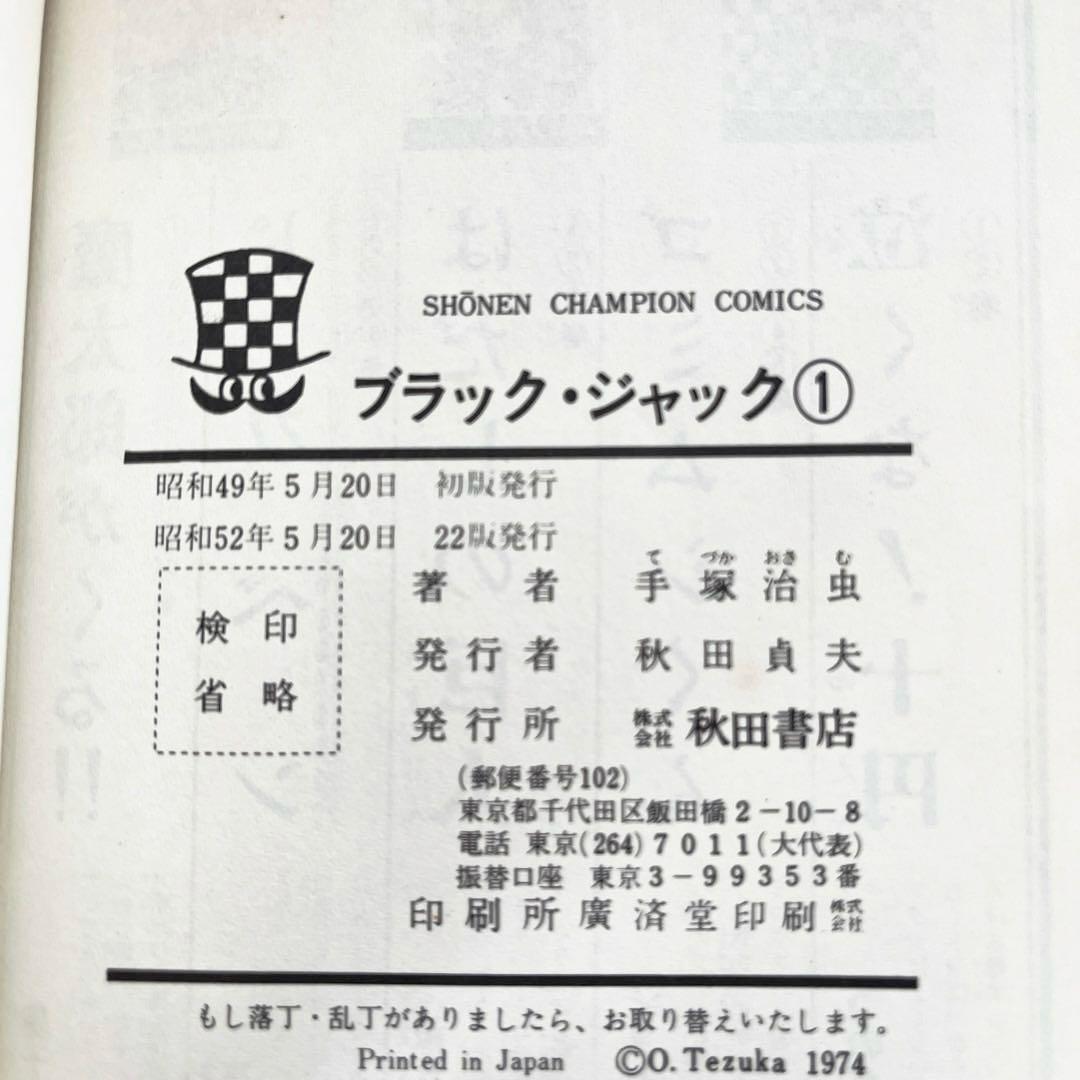 SHŌNEN CHAMPION COMICS
ブラック・ジャック①
昭和49年5月20日 初版発行
昭和52年5月20日 22版発行
検印
省略
てづかおさむ
著者 手塚治虫
発行者 秋田貞夫
発行所 株式会社 秋田書店
(郵便番号102)
東京都千代田区飯田橋2-10-8
電話 東京(264)7011(大代表)
振替口座 東京3-99353番
印刷所 廣済堂印刷 株式会社
もし落丁・乱丁がありましたら、お取り替えいたします。
Printed in Japan ©O. Tezuka 1974